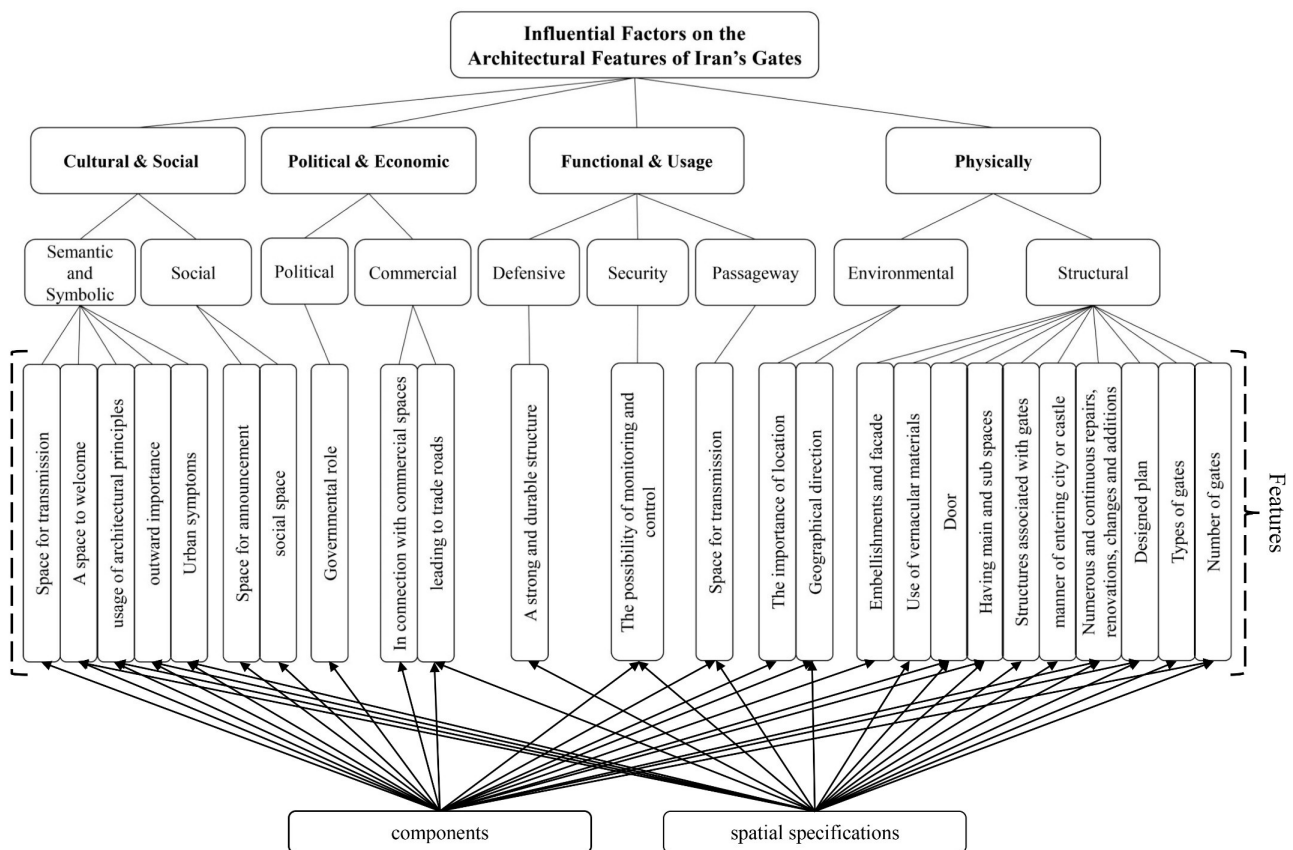 Influential Factors on the
Architectural Features of Iran's Gates
Cultural & Social
Political & Economic
Functional & Usage
Physically
Semantic
and
Symbolic
Social
Political
Commercial
Defensive
Security
Passageway
Environmental
Structural
Space for transmission
A space to welcome
usage of architectural principles
outward importance
Urban symptoms
Space for announcement
social space
Governmental role
In connection with commercial spaces
leading to trade roads
A strong and durable structure
The possibility of monitoring and
control
Space for transmission
The importance of location
Geographical direction
Embellishments and facade
Use of vernacular materials
Door
Having main and sub spaces
Structures associated with gates
manner of entering city or castle
Numerous and continuous repairs,
renovations, changes and additions
Designed plan
Types of gates
Number of gates
Features
components
spatial specifications